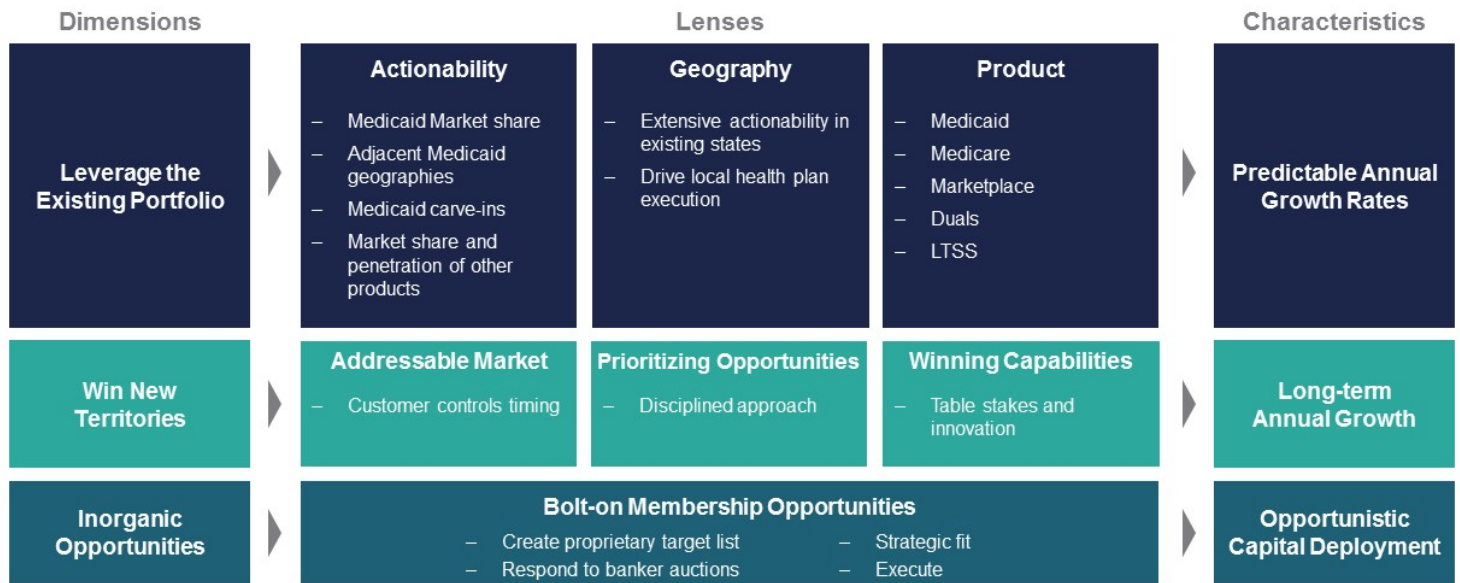 Dimensions
Lenses
Characteristics
Leverage the
Existing Portfolio
Actionability
– Medicaid Market share
– Adjacent Medicaid
geographies
– Medicaid carve-ins
– Market share and
penetration of other
products
Geography
– Extensive actionability in
existing states
– Drive local health plan
execution
Product
– Medicaid
– Medicare
– Marketplace
– Duals
– LTSS
Predictable Annual
Growth Rates
Win New
Territories
Addressable Market
– Customer controls timing
Prioritizing Opportunities
– Disciplined approach
Winning Capabilities
– Table stakes and
innovation
Long-term
Annual Growth
Inorganic
Opportunities
Bolt-on Membership Opportunities
– Create proprietary target list
– Respond to banker auctions
– Strategic fit
– Execute
Opportunistic
Capital Deployment